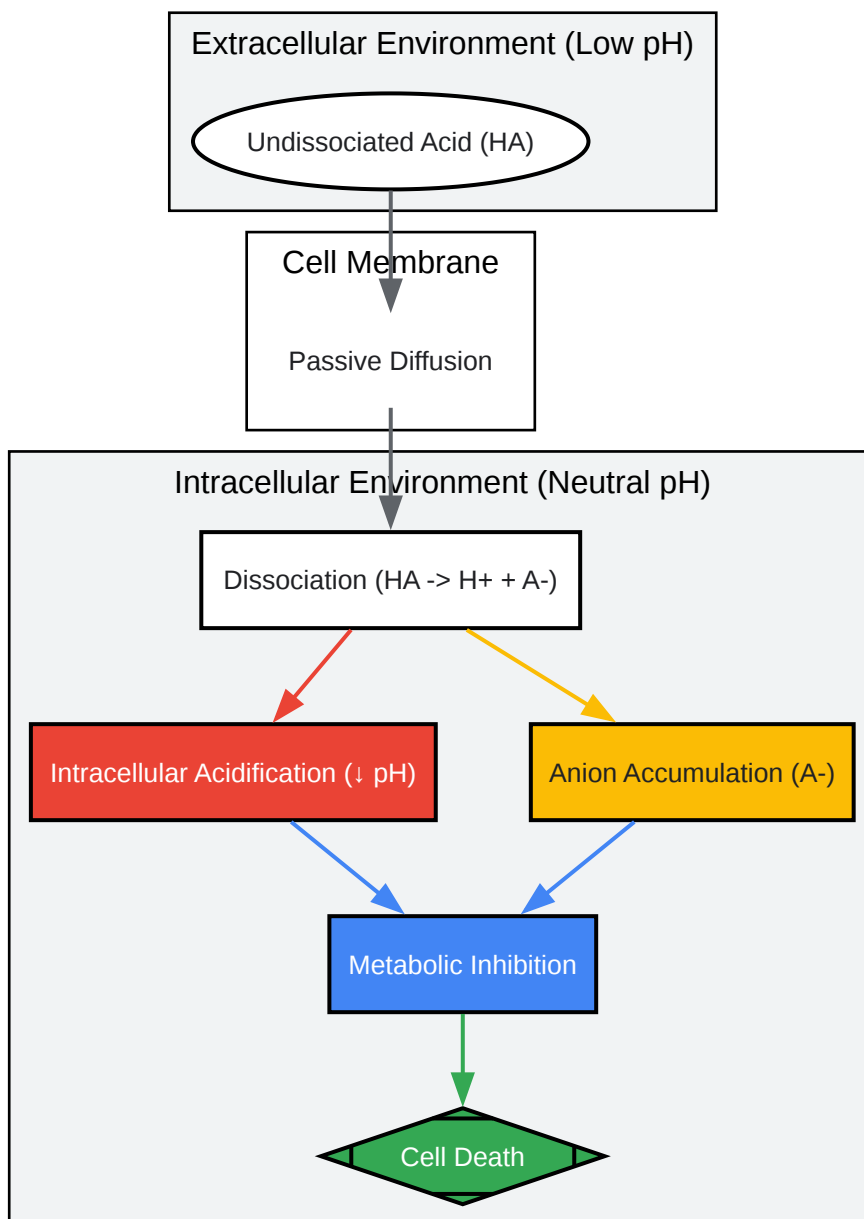 Extracellular Environment (Low pH)
Undissociated Acid (HA)
Cell Membrane
Passive Diffusion
Intracellular Environment (Neutral pH)
Dissociation (HA -> H+ + A-)
Intracellular Acidification (↓ pH)
Anion Accumulation (A-)
Metabolic Inhibition
Cell Death